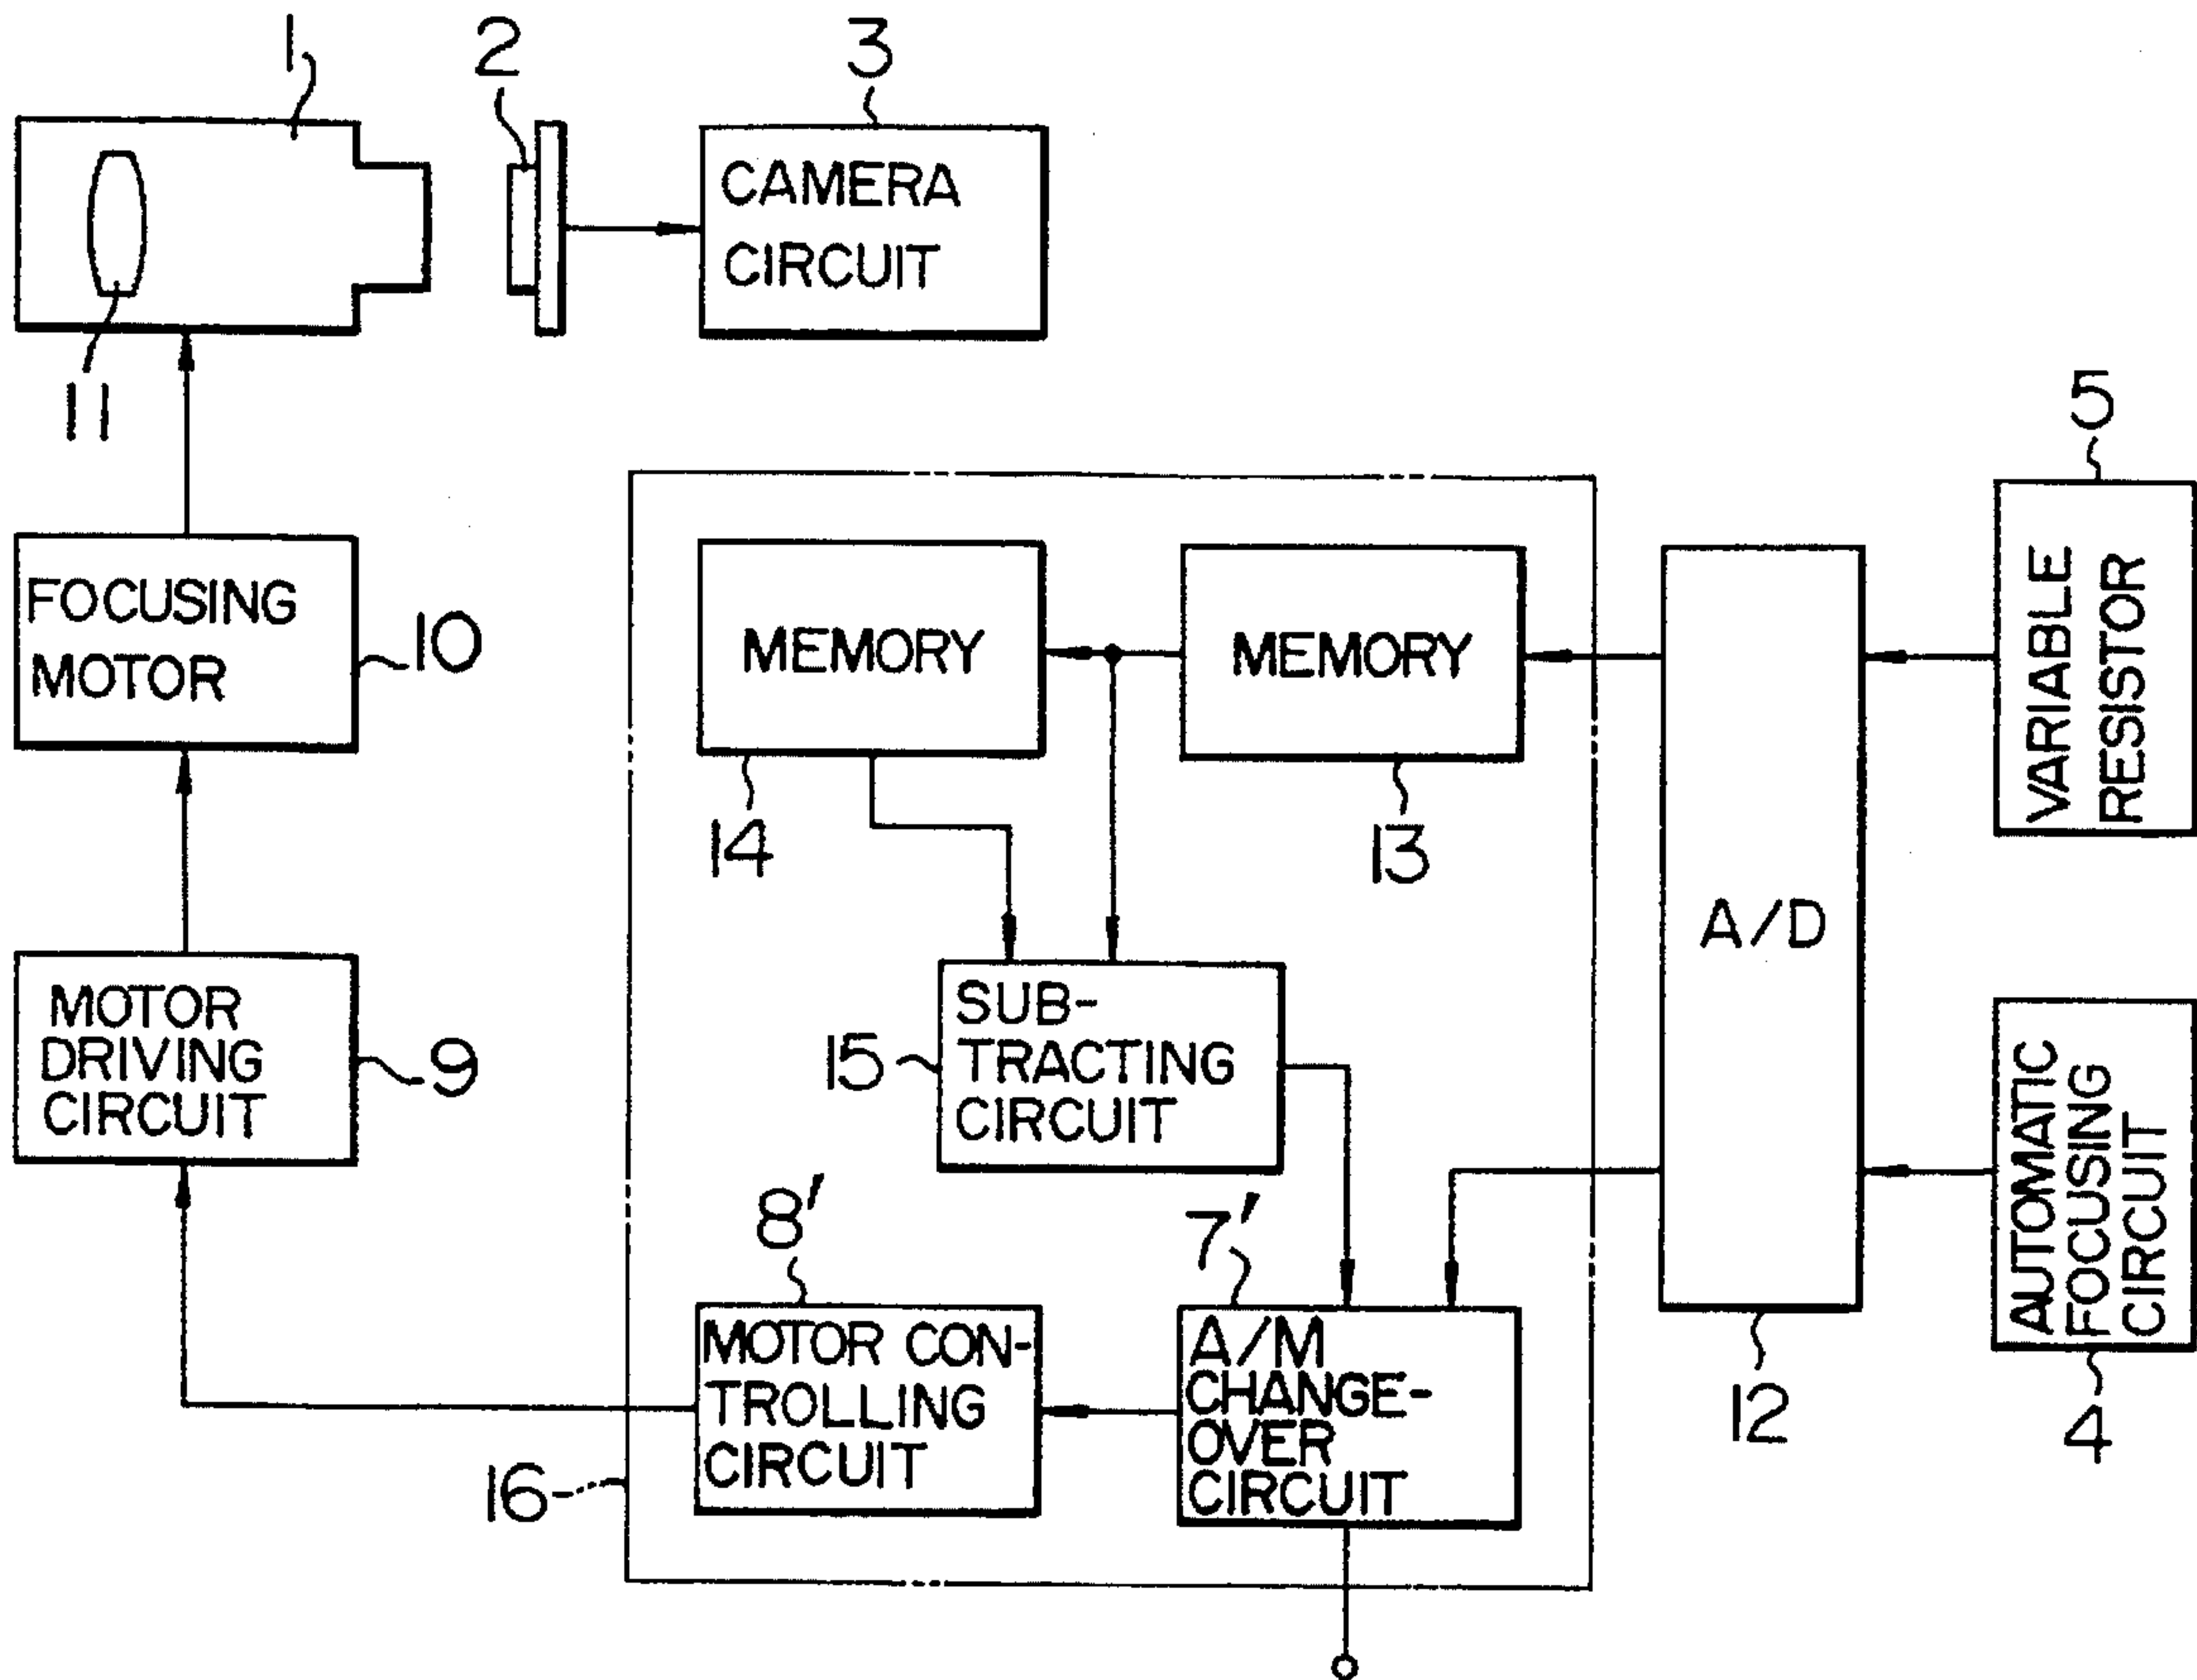 1
2
3
CAMERA
CIRCUIT
11
5
VARIABLE
RESISTOR
FOCUSING
MOTOR
10
MEMORY
MEMORY
14
13
A/D
MOTOR
DRIVING
CIRCUIT
9
SUB-
TRACTING
CIRCUIT
15
AUTOMATIC
FOCUSING
CIRCUIT
8′
7′
MOTOR CON-
TROLLING
CIRCUIT
A/M
CHANGE-
OVER
CIRCUIT
12
4
16